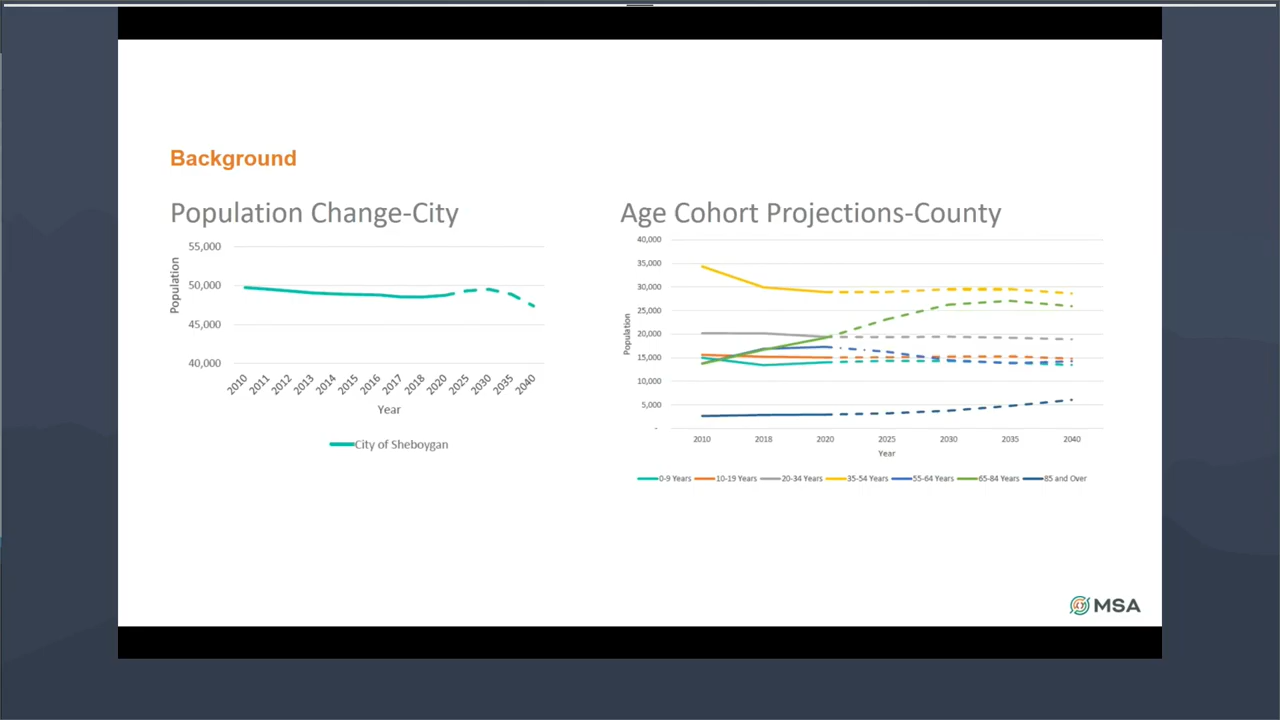 Background
Population Change-City
55,000
50,000
45,000
40,000
Population
2010 2011 2012 2013 2014 2015 2016 2017 2018 2020 2025 2030 2035 2040
Year
City of Sheboygan
Age Cohort Projections-County
40,000
35,000
30,000
25,000
20,000
15,000
10,000
5,000
-
Population
2010 2018 2020 2025 2030 2035 2040
Year
0-9 Years 10-19 Years 20-34 Years 35-54 Years 55-64 Years 65-84 Years 85 and Over
MSA